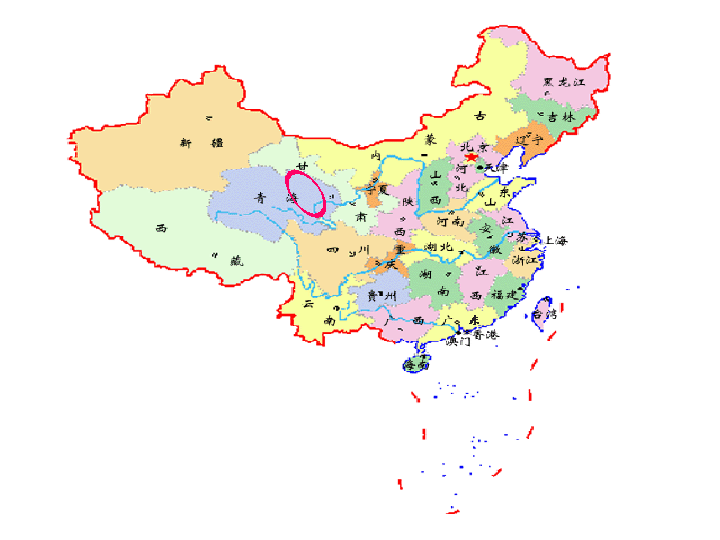 黑龙江
吉林
辽宁
内
蒙
古
北京
天津
河
北
山
西
山
东
新 疆
甘
肃
宁夏
青 海
陕
西
河南
江
苏
安
徽
上海
西
藏
四 川
重
庆
湖北
浙江
湖
南
江
西
福建
貴州
云
南
广 西
广 东
台湾
香港
澳门
海南